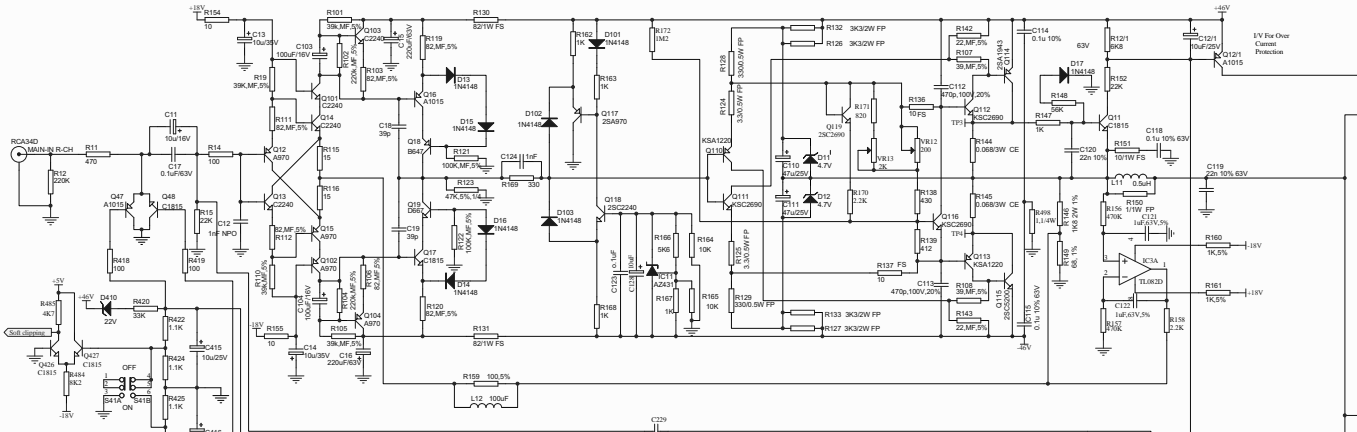 +18V
R154
10
C13
10u/35V
R101
39k,MF,5%
C103
100uF/16V
R102
220k,MF,5%
Q103
C2240
R103
82,MF,5%
C15
220uF/63V
R119
82,MF,5%
R130
82/1W FS
R162
1K
D101
1N4148
R172
1M2
R132 3K3/2W FP
R126 3K3/2W FP
R128
330/0.5W FP
R142
22,MF,5%
R107
39,MF,5%
2SA1943
Q114
C114
0.1u 10%
63V
R12/1
6K8
C12/1
10uF/25V
+46V
Q12/1
A1015
I/V For Over
Current
Protection
R19
39K,MF,5%
Q101
C2240
Q14
C2240
R111
82,MF,5%
Q16
A1015
D13
1N4148
D15
1N4148
R163
1K
D102
1N4148
Q117
2SA970
R124
3.3/0.5W FP
C112
470p,100V,20%
Q112
KSC2690
D17
1N4148
R152
22K
R148
56K
R147
1K
Q11
C1815
RCA34D
MAIN-IN R-CH
C11
10u/16V
C17
0.1uF/63V
R11
470
R12
220K
R14
100
Q12
A970
R115
15
C18
39p
Q18
B647
R121
100K,MF,5%
C124 1nF
R169 330
KSA1220
Q110
Q119
2SC2690
R171
820
R136
10 FS
VR12
200
VR13
2K
TP3
R144
0.068/3W CE
C120
22n 10%
R151
10/1W FS
C118
0.1u 10% 63V
C119
22n 10% 63V
L11 0.5uH
Q47
A1015
Q48
C1815
R15
22K
C12
1nF NPO
Q13
C2240
R116
15
Q15
A970
82,MF,5%
R112
R123
47K,5%,1/4
Q19
D667
C19
39p
R122
100K,MF,5%
D16
1N4148
D103
1N4148
Q118
2SC2240
C110
47u/25V
D11
4.7V
C111
47u/25V
D12
4.7V
Q111
KSC2690
R170
2.2K
R138
430
R139
412
Q116
KSC2690
R145
0.068/3W CE
TP4
R498
1,1/4W
R146
1K8 2W 1%
R149
68, 1%
R150
1/1W FP
R156
470K
C121
1uF,63V,5%
R160
1K,5%
-18V
R418
100
R419
100
R110
39k,MF,5%
Q102
A970
C104
100uF/16V
R104
220k,MF,5%
R106
82,MF,5%
Q17
C1815
D14
1N4148
C123 0.1uF
C125 10uF
R166
5K6
IC11
AZ431
R167
1K
R164
10K
R165
10K
R125
3.3/0.5W FP
R129
330/0.5W FP
R137 FS
10
C113
470p,100V,20%
Q113
KSA1220
R108
39,MF,5%
Q115
2SC5200
IC3A
TL082D
3
2
4
8
1
C122
1uF,63V,5%
R161
1K,5%
+18V
+5V
R485
4K7
+46V
D410
22V
R420
33K
R422
1.1K
-18V
R155
10
C14
10u/35V
R105
39k,MF,5%
Q104
A970
C16
220uF/63V
R120
82,MF,5%
R131
82/1W FS
R168
1K
R133 3K3/2W FP
R127 3K3/2W FP
R143
22,MF,5%
C115
0.1u 10% 63V
-46V
R157
470K
R158
2.2K
Soft clipping
Q426
C1815
Q427
C1815
R484
8K2
-18V
C415
10u/25V
R424
1.1K
R425
1.1K
OFF
1
2
3
4
5
6
S41A
S41B
ON
R159 100,5%
L12 100uF
C229